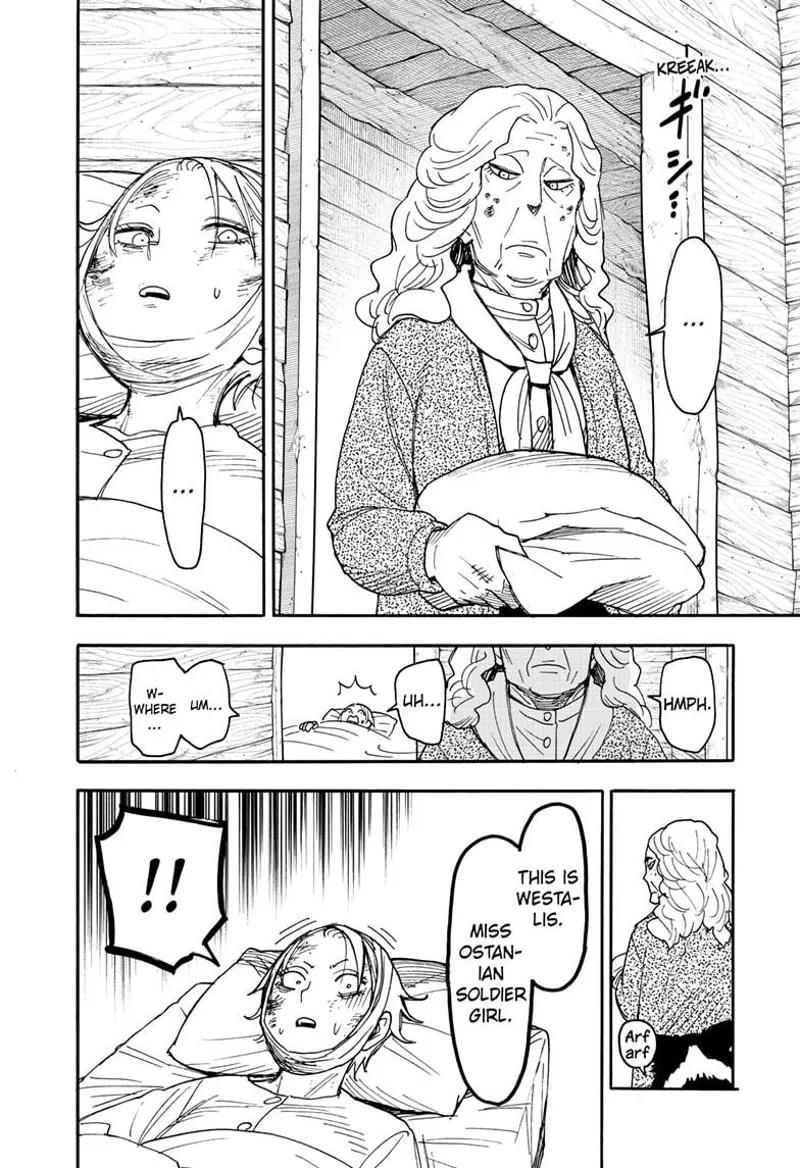 KREEAK...
ギシ...
...
...
HMPH.
UH...
UM...
W-
WHERE
...
Arf
arf
THIS IS
WESTA-
LIS.
MISS
OSTAN-
IAN
SOLDIER
GIRL.
!!